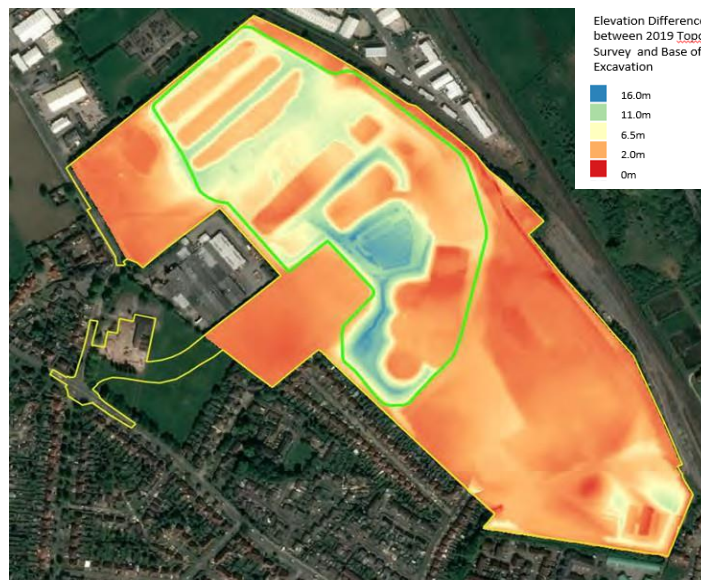 Elevation Difference
between 2019 Topo
Survey and Base of
Excavation
16.0m
11.0m
6.5m
2.0m
0m